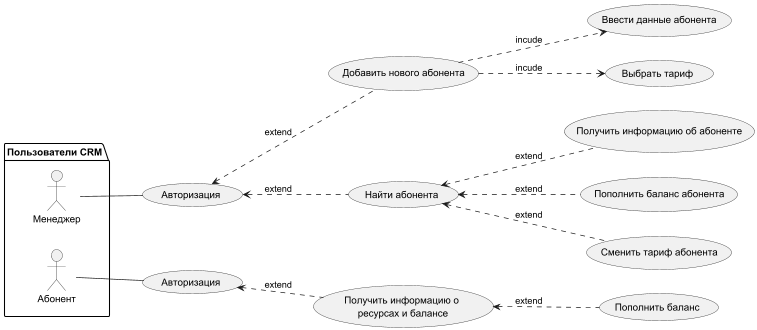 Ввести данные абонента
incude
Добавить нового абонента
incude
Выбрать тариф
extend
Получить информацию об абоненте
Пользователи CRM
extend
Менеджер
Авторизация
extend
Найти абонента
extend
Пополнить баланс абонента
extend
Сменить тариф абонента
Абонент
Авторизация
extend
Получить информацию о
ресурсах и балансе
extend
Пополнить баланс